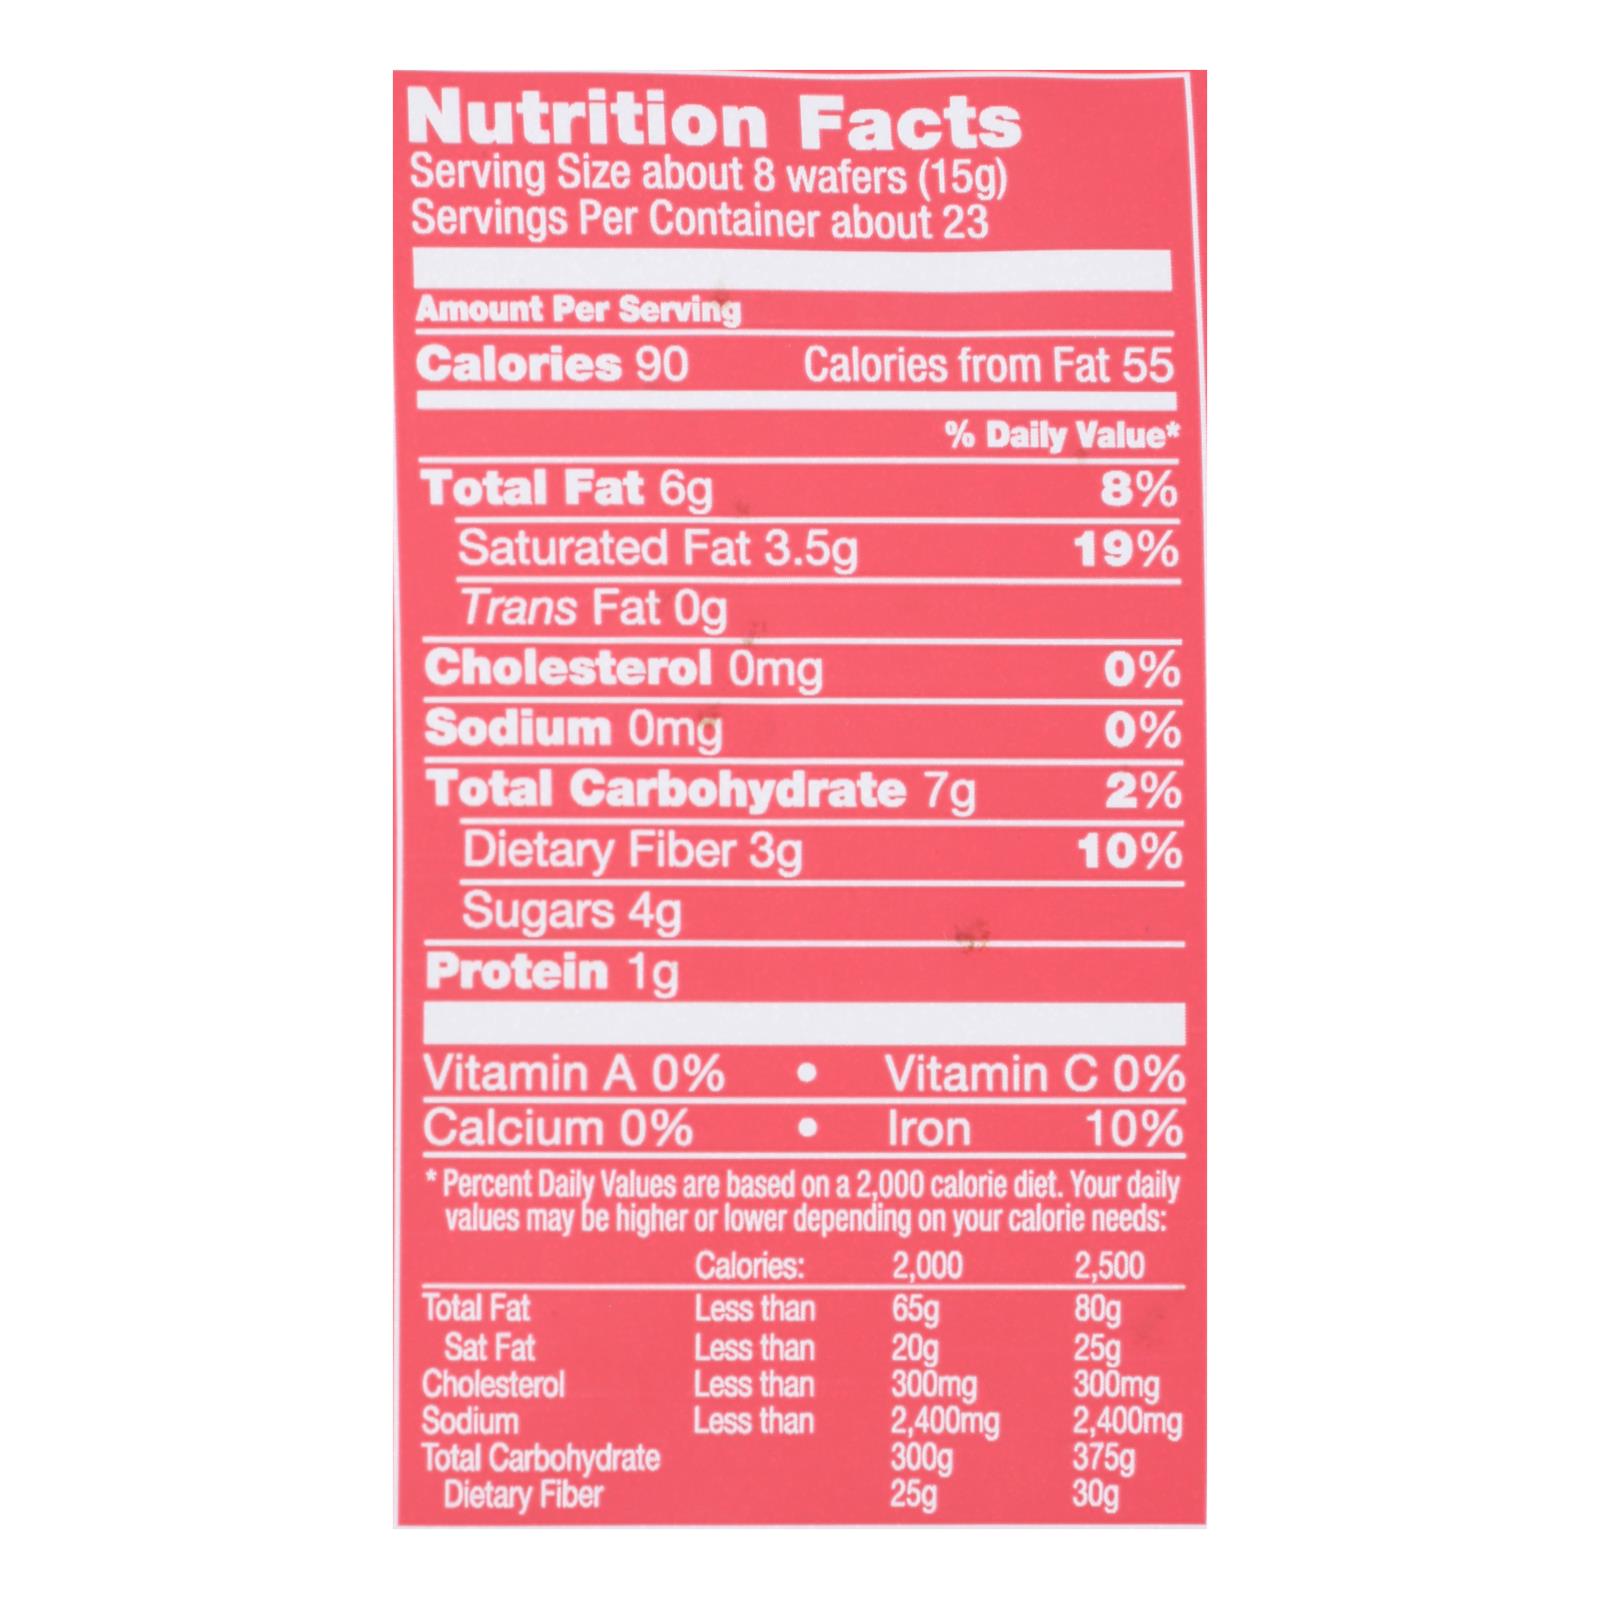 Nutrition Facts
Serving Size about 8 wafers (15g)
Servings Per Container about 23
Amount Per Serving
Calories 90 Calories from Fat 55
% Daily Value*
Total Fat 6g 8%
Saturated Fat 3.5g 19%
Trans Fat 0g
Cholesterol 0mg 0%
Sodium 0mg 0%
Total Carbohydrate 7g 2%
Dietary Fiber 3g 10%
Sugars 4g
Protein 1g
Vitamin A 0% • Vitamin C 0%
Calcium 0% • Iron 10%
* Percent Daily Values are based on a 2,000 calorie diet. Your daily
values may be higher or lower depending on your calorie needs:
Calories: 2,000 2,500
Total Fat Less than 65g 80g
Sat Fat Less than 20g 25g
Cholesterol Less than 300mg 300mg
Sodium Less than 2,400mg 2,400mg
Total Carbohydrate 300g 375g
Dietary Fiber 25g 30g